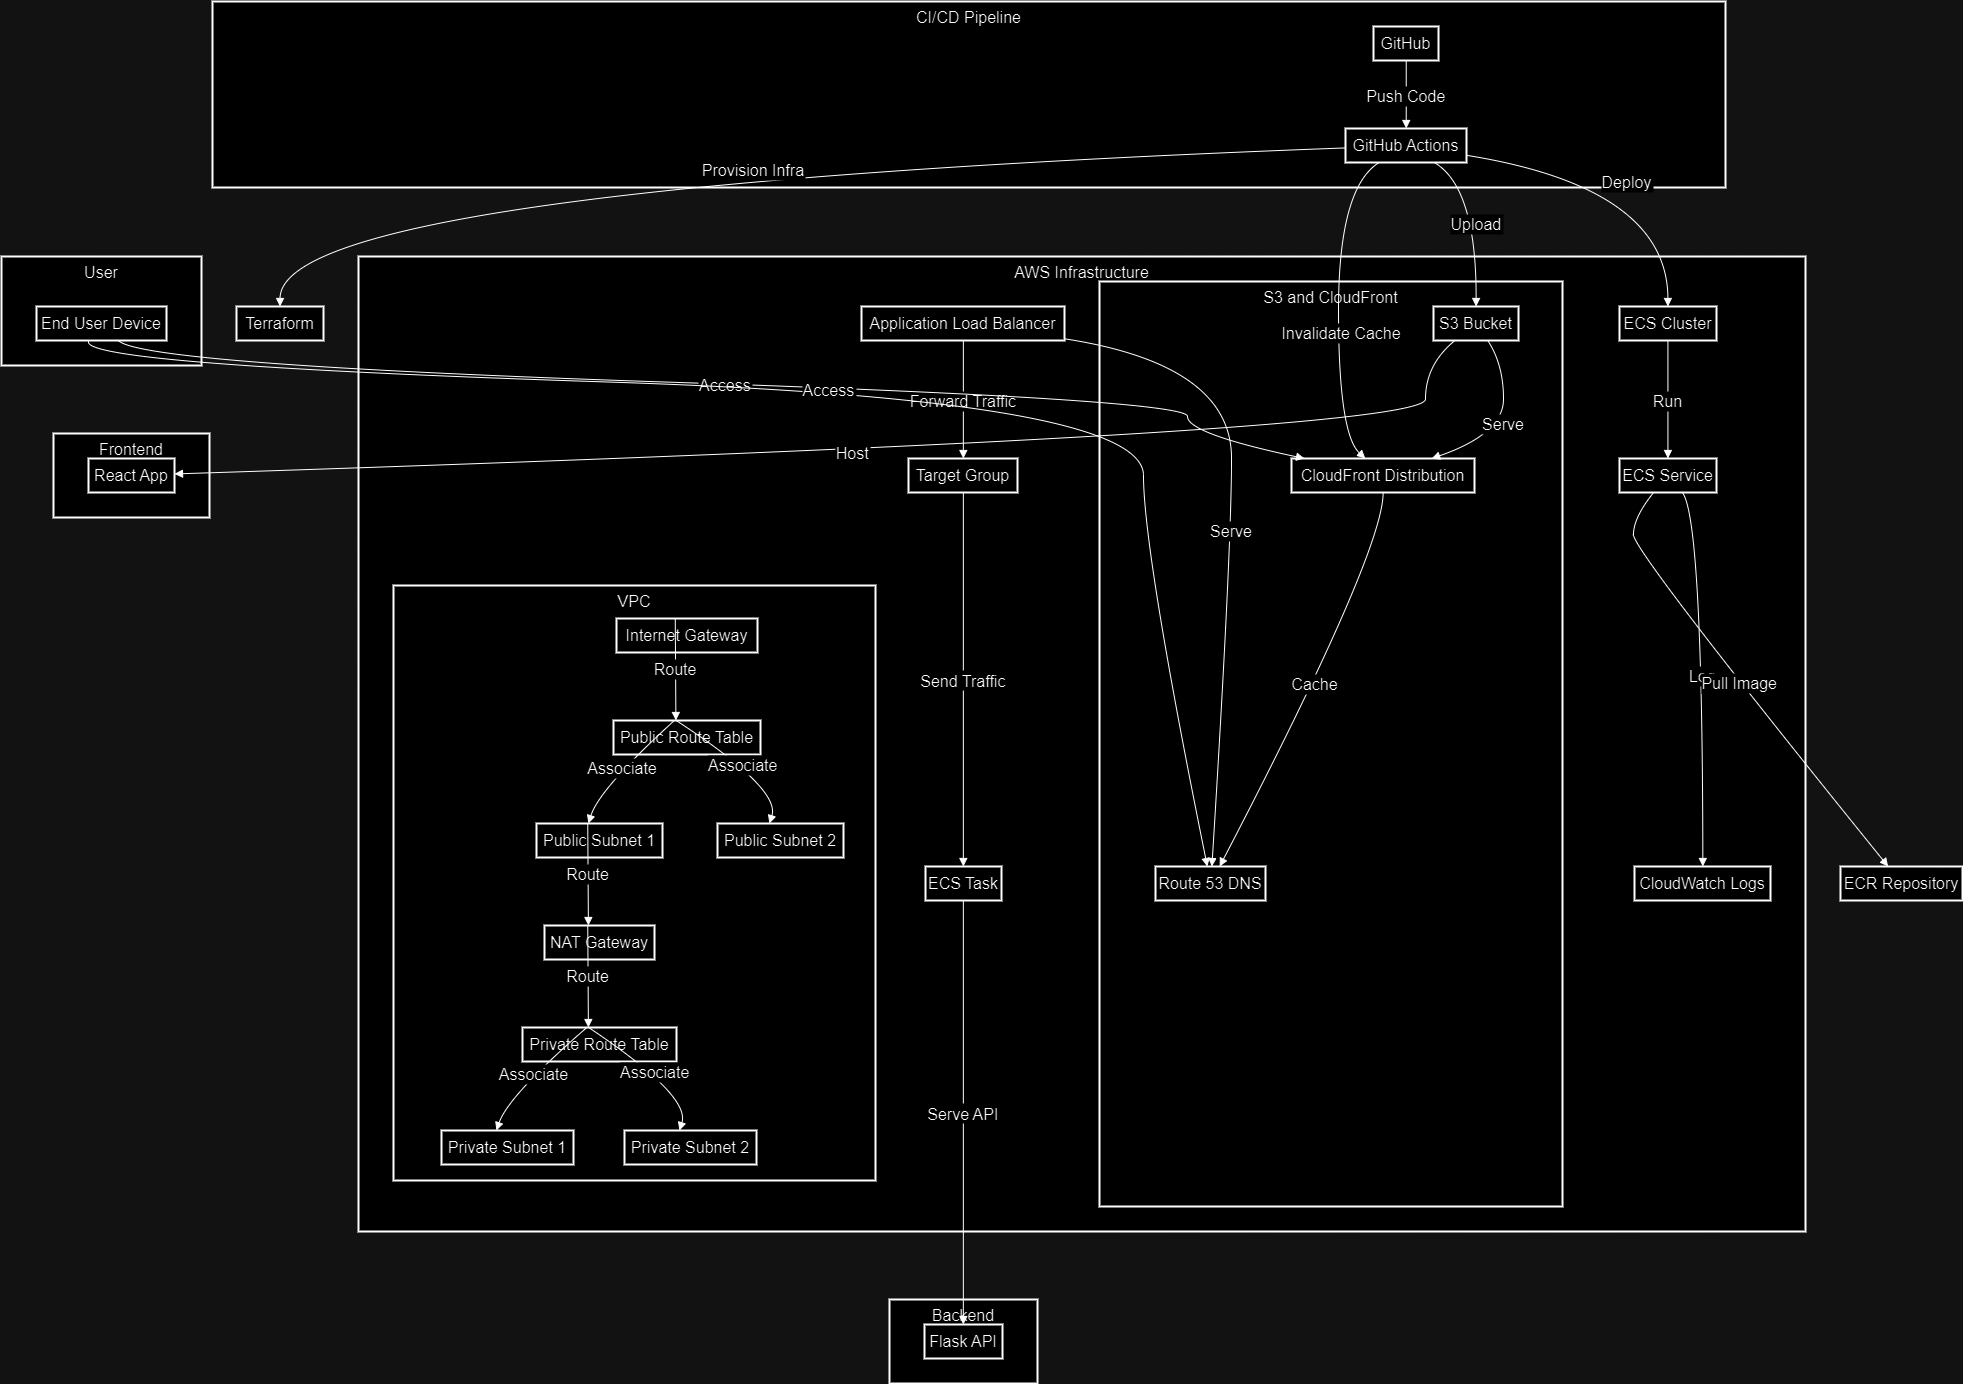 CI/CD Pipeline
GitHub
Push Code
GitHub Actions
Provision Infra
Deploy
Upload
User
End User Device
Terraform
AWS Infrastructure
Application Load Balancer
S3 and CloudFront
Invalidate Cache
S3 Bucket
ECS Cluster
Access
Access
Forward Traffic
Serve
Run
Frontend
React App
Host
Target Group
CloudFront Distribution
ECS Service
Serve
VPC
Internet Gateway
Route
Public Route Table
Associate
Associate
Public Subnet 1
Public Subnet 2
Route
NAT Gateway
Route
Private Route Table
Associate
Associate
Private Subnet 1
Private Subnet 2
Send Traffic
Cache
Pull Image
ECS Task
Route 53 DNS
CloudWatch Logs
ECR Repository
Serve API
Backend
Flask API